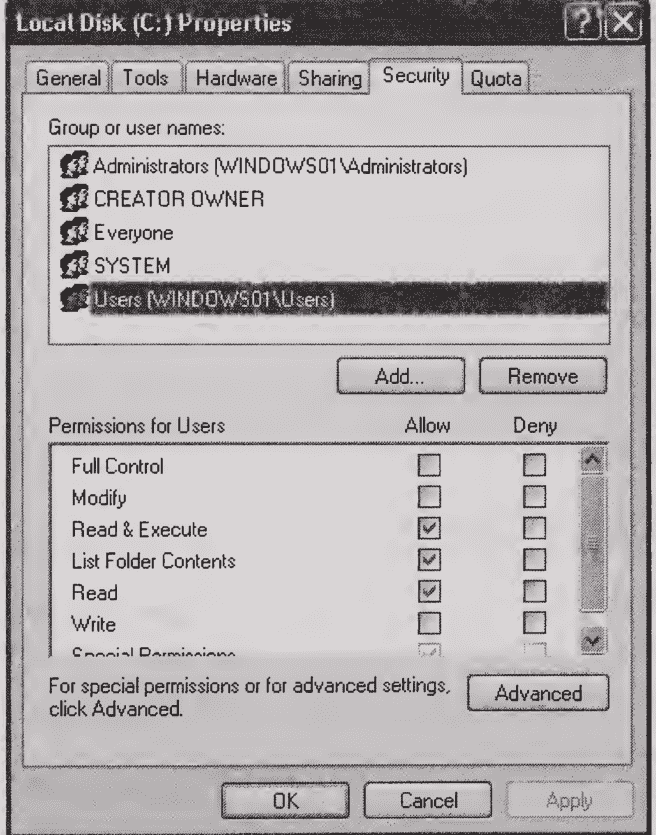 Local Disk (C:) Properties
General Tools Hardware Sharing Security Quota
Group or user names:
Administrators (WINDOWS01\Administrators)
CREATOR OWNER
Everyone
SYSTEM
Users (WINDOWS01\Users)
Add... Remove
Permissions for Users Allow Deny
Full Control
Modify
Read & Execute
List Folder Contents
Read
Write
Special Permissions
For special permissions or for advanced settings, Advanced
click Advanced.
OK Cancel Apply